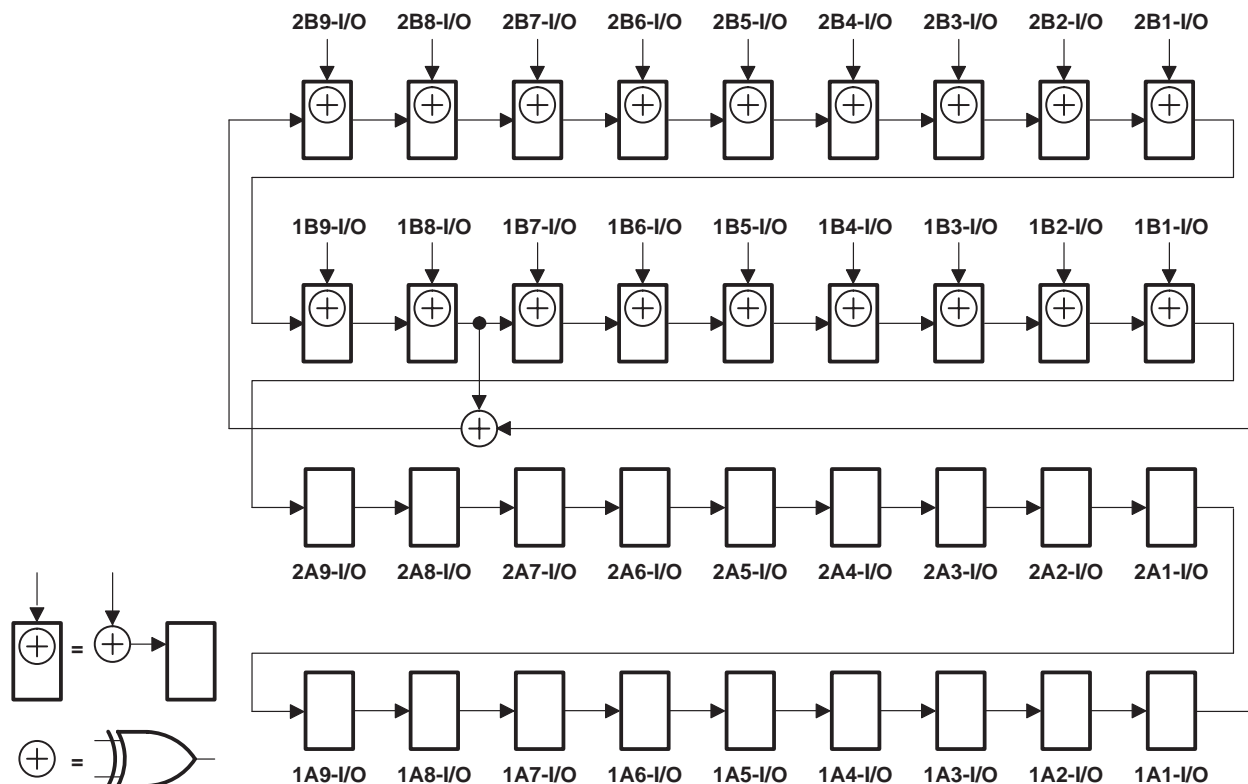 2B9-I/O 2B8-I/O 2B7-I/O 2B6-I/O 2B5-I/O 2B4-I/O 2B3-I/O 2B2-I/O 2B1-I/O
1B9-I/O 1B8-I/O 1B7-I/O 1B6-I/O 1B5-I/O 1B4-I/O 1B3-I/O 1B2-I/O 1B1-I/O
2A9-I/O 2A8-I/O 2A7-I/O 2A6-I/O 2A5-I/O 2A4-I/O 2A3-I/O 2A2-I/O 2A1-I/O
=
=
1A9-I/O 1A8-I/O 1A7-I/O 1A6-I/O 1A5-I/O 1A4-I/O 1A3-I/O 1A2-I/O 1A1-I/O